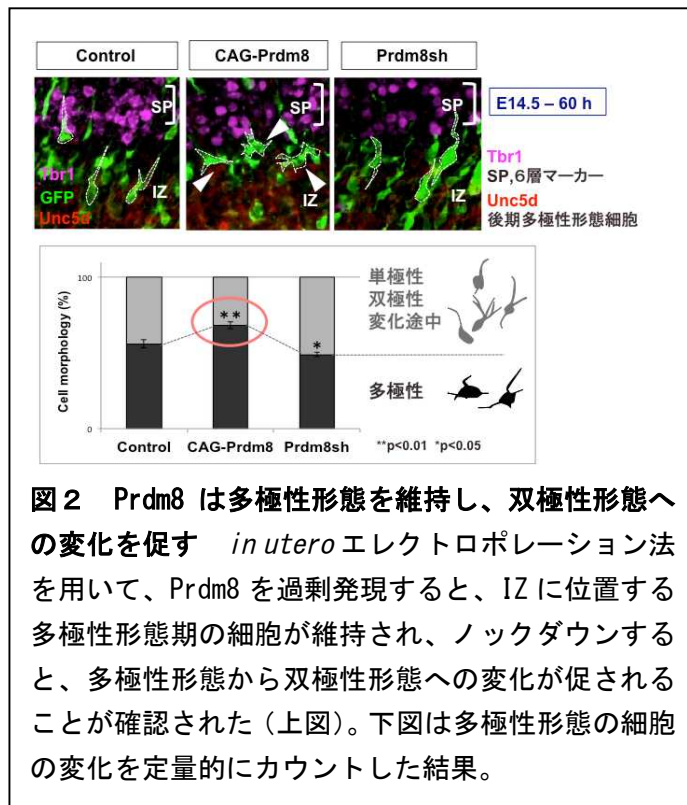 Control
CAG-Prdm8
Prdm8sh
SP
SP
SP
E14.5 – 60 h
Tbr1
GFP
Unc5d
IZ
IZ
IZ
Tbr1
SP,6層マーカー
Unc5d
後期多極性形態細胞
Cell morphology (%)
100
0
**
*
単極性
双極性
変化途中
多極性
Control
CAG-Prdm8
Prdm8sh
**p<0.01 *p<0.05
図2 Prdm8 は多極性形態を維持し、双極性形態へ
の変化を促す in utero エレクトロポレーション法
を用いて、Prdm8 を過剰発現すると、IZ に位置する
多極性形態期の細胞が維持され、ノックダウンする
と、多極性形態から双極性形態への変化が促される
ことが確認された（上図）。下図は多極性形態の細胞
の変化を定量的にカウントした結果。